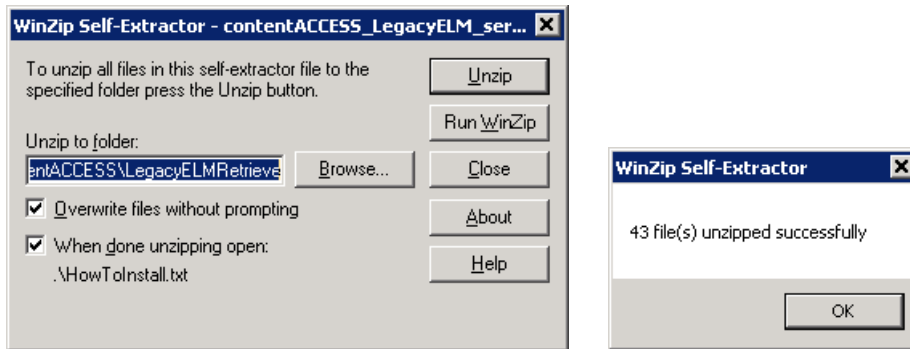 WinZip Self-Extractor - contentACCESS_LegacyELM_ser...
To unzip all files in this self-extractor file to the
specified folder press the Unzip button.
Unzip to folder:
entACCESS\LegacyELMRetrieve
Browse...
Overwrite files without prompting
When done unzipping open:
.\HowToInstall.txt
Unzip
Run WinZip
Close
About
Help
WinZip Self-Extractor
43 file(s) unzipped successfully
OK